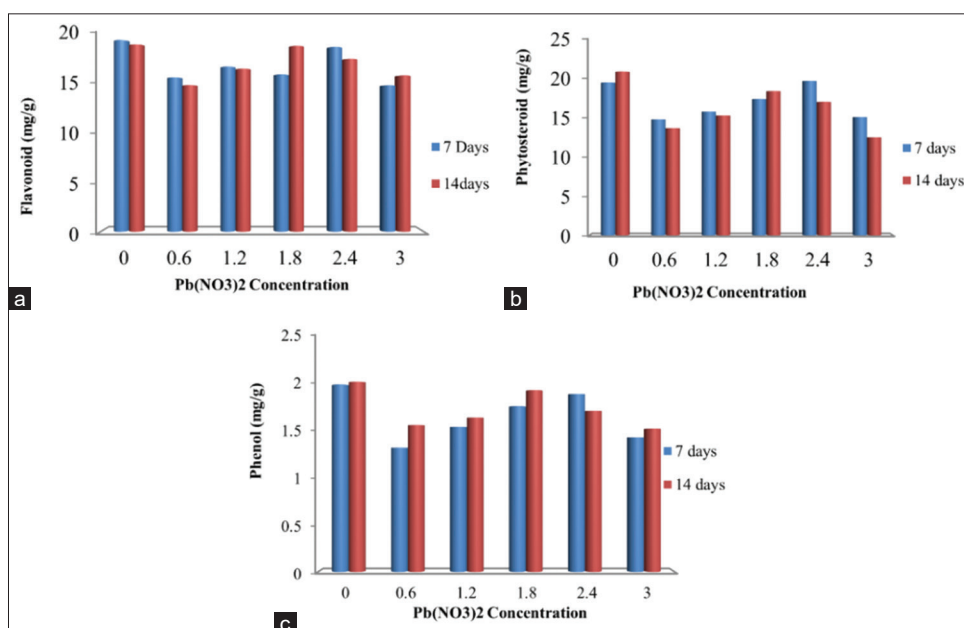 20
15
10
5
0
Flavonoid (mg/g)
7 Days
14days
0 0.6 1.2 1.8 2.4 3
Pb(NO3)2 Concentration
a
25
20
15
10
5
0
Phytosteroid (mg/g)
7 days
14 days
0 0.6 1.2 1.8 2.4 3
Pb(NO3)2 Concentration
b
2.5
2
1.5
1
0.5
0
Phenol (mg/g)
7 days
14 days
0 0.6 1.2 1.8 2.4 3
Pb(NO3)2 Concentration
c